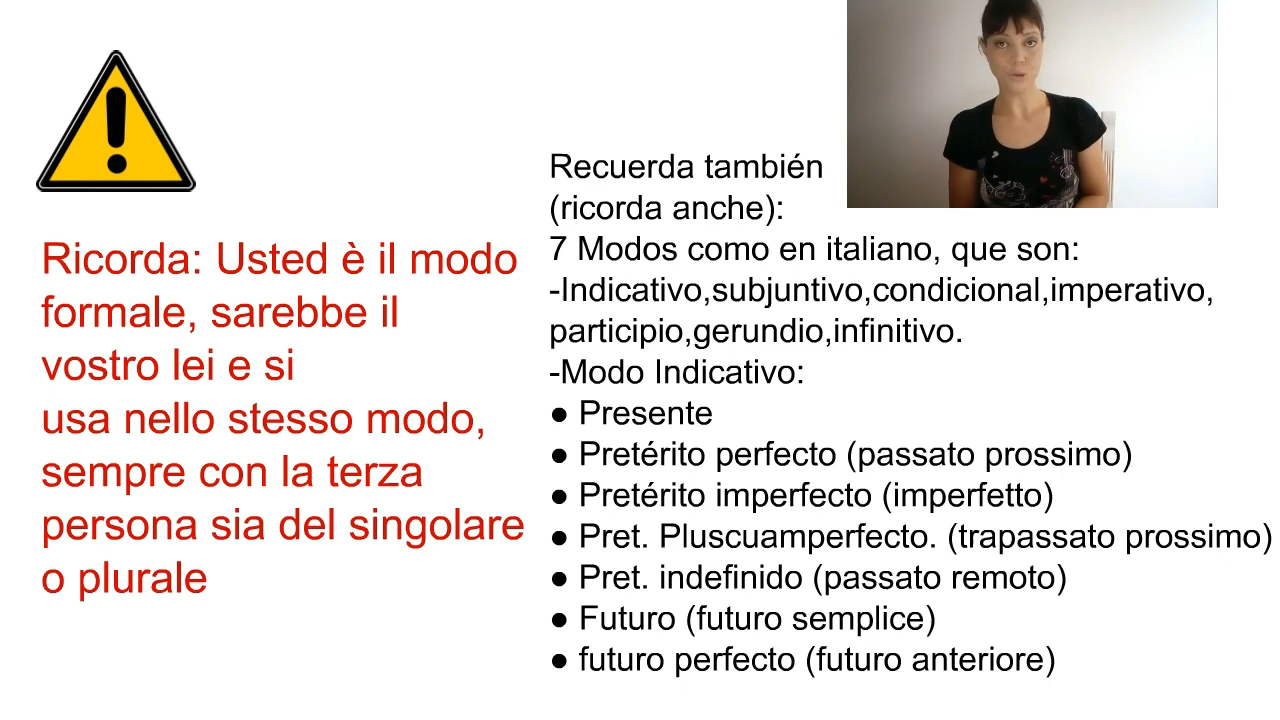 Ricorda: Usted è il modo
formale, sarebbe il
vostro lei e si
usa nello stesso modo,
sempre con la terza
persona sia del singolare
o plurale
Recuerda también
(ricorda anche):
7 Modos como en italiano, que son:
-Indicativo,subjuntivo,condicional,imperativo,
participio,gerundio,infinitivo.
-Modo Indicativo:
● Presente
● Pretérito perfecto (passato prossimo)
● Pretérito imperfecto (imperfetto)
● Pret. Pluscuamperfecto. (trapassato prossimo)
● Pret. indefinido (passato remoto)
● Futuro (futuro semplice)
● futuro perfecto (futuro anteriore)